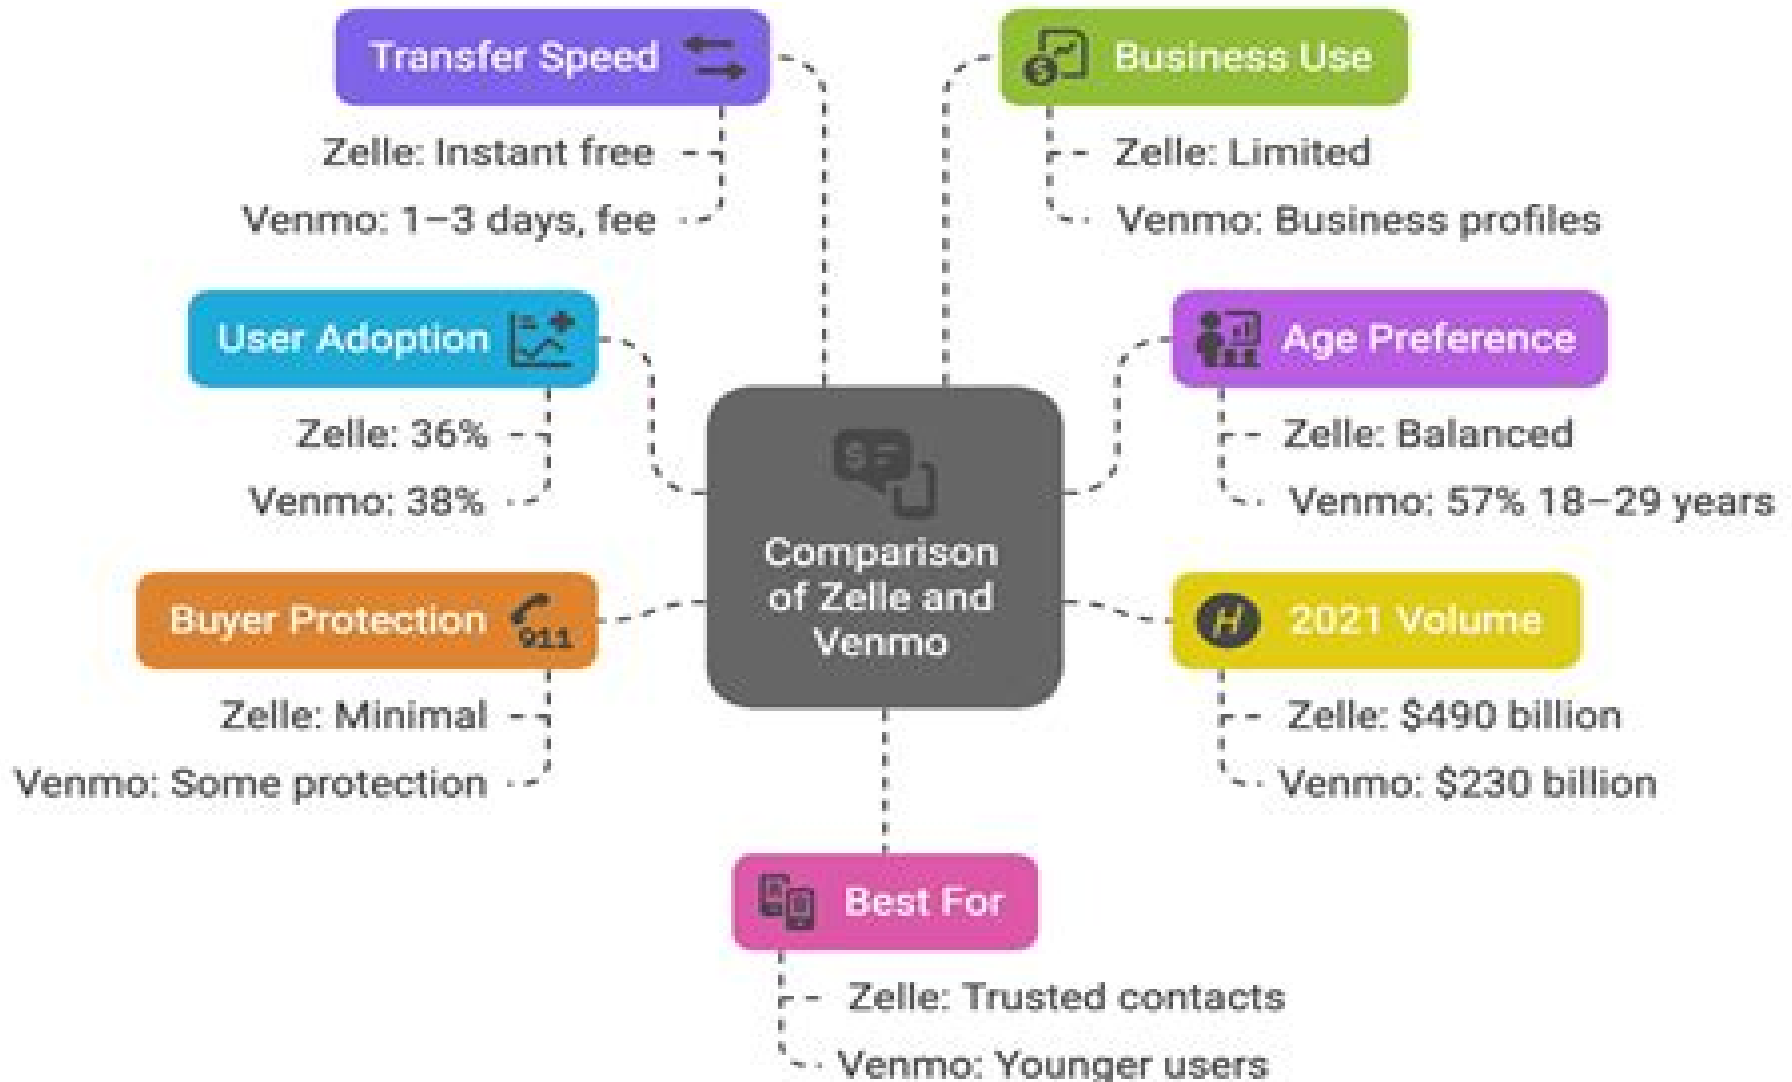 Transfer Speed
Zelle: Instant free
Venmo: 1–3 days, fee
Business Use
Zelle: Limited
Venmo: Business profiles
User Adoption
Zelle: 36%
Venmo: 38%
Age Preference
Zelle: Balanced
Venmo: 57% 18–29 years
$
Comparison
of Zelle and
Venmo
Buyer Protection
911
Zelle: Minimal
Venmo: Some protection
H
2021 Volume
Zelle: $490 billion
Venmo: $230 billion
Best For
Zelle: Trusted contacts
Venmo: Younger users